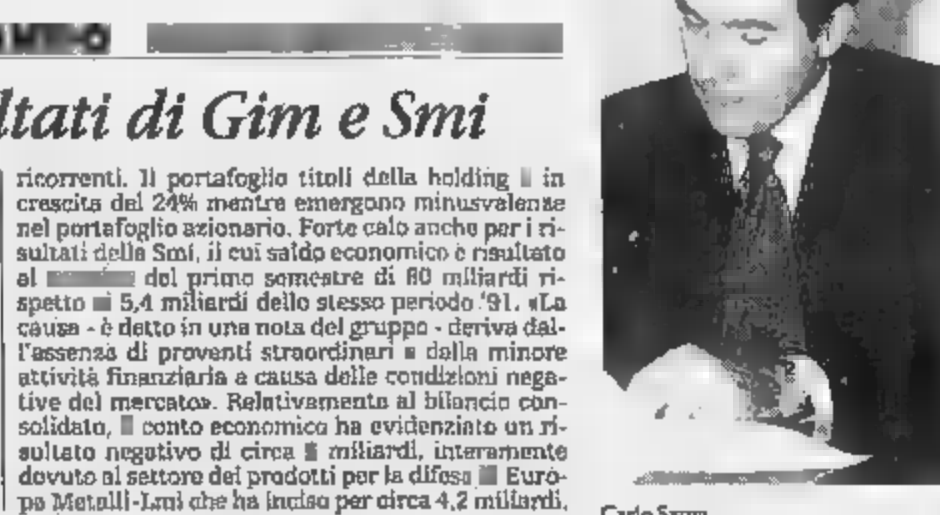 ltati di Gim e Smi
ricorrenti. Il portafoglio titoli della holding in
crescita del 24% mentre emergono minusvalenze
nel portafoglio azionario. Forte calo anche per i ri-
sultati della Smi, il cui saldo economico è risultato
al del primo semestre di 80 miliardi ri-
spetto 5,4 miliardi dello stesso periodo '91. «La
causa - è detto in una nota del gruppo - deriva dal-
l'assenza di proventi straordinari e dalla minore
attività finanziaria a causa delle condizioni nega-
tive del mercato». Relativamente al bilancio con-
solidato, conto economico ha evidenziato un ri-
sultato negativo di circa miliardi, interamente
dovuto al settore dei prodotti per la difesa Euro-
pa Metalli-Lmi che ha inciso per circa 4,2 miliardi.
Carlo